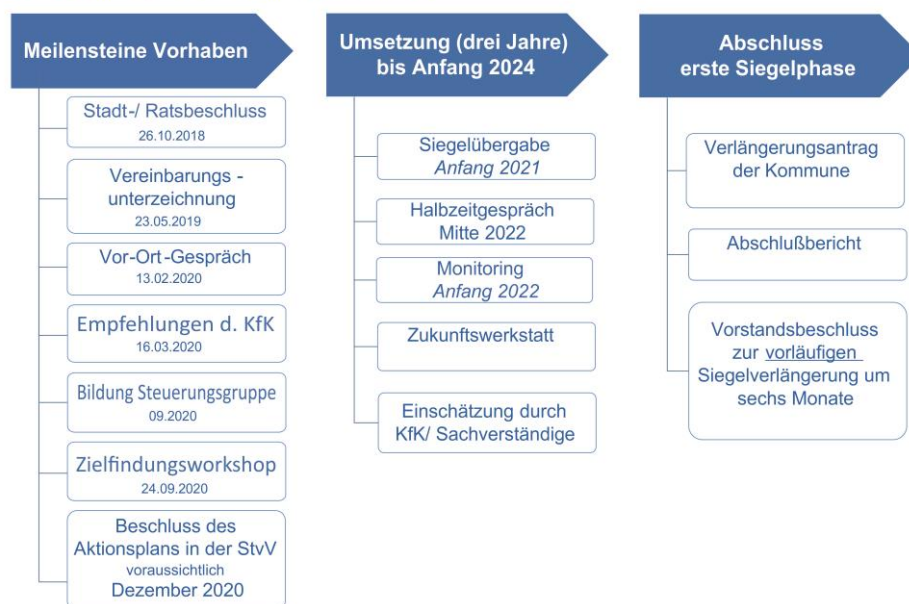 Meilensteine Vorhaben
Stadt-/ Ratsbeschluss
26.10.2018
Vereinbarungs -
unterzeichnung
23.05.2019
Vor-Ort-Gespräch
13.02.2020
Empfehlungen d. KfK
16.03.2020
Bildung Steuerungsgruppe
09.2020
Zielfindungsworkshop
24.09.2020
Beschluss des
Aktionsplans in der StvV
voraussichtlich
Dezember 2020
Umsetzung (drei Jahre)
bis Anfang 2024
Siegelübergabe
Anfang 2021
Halbzeitgespräch
Mitte 2022
Monitoring
Anfang 2022
Zukunftswerkstatt
Einschätzung durch
KfK/ Sachverständige
Abschluss
erste Siegelphase
Verlängerungsantrag
der Kommune
Abschlußbericht
Vorstandsbeschluss
zur vorläufigen
Siegelverlängerung um
sechs Monate